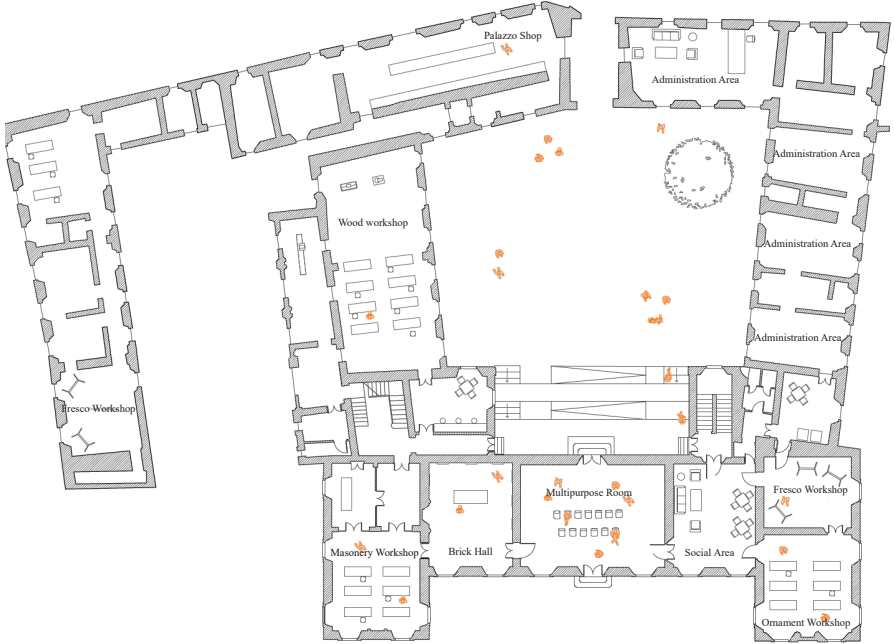 Palazzo Shop
Administration Area
Administration Area
Wood workshop
Administration Area
Administration Area
Fresco Workshop
Multipurpose Room
Fresco Workshop
Masonery Workshop
Brick Hall
Social Area
Ornament Workshop